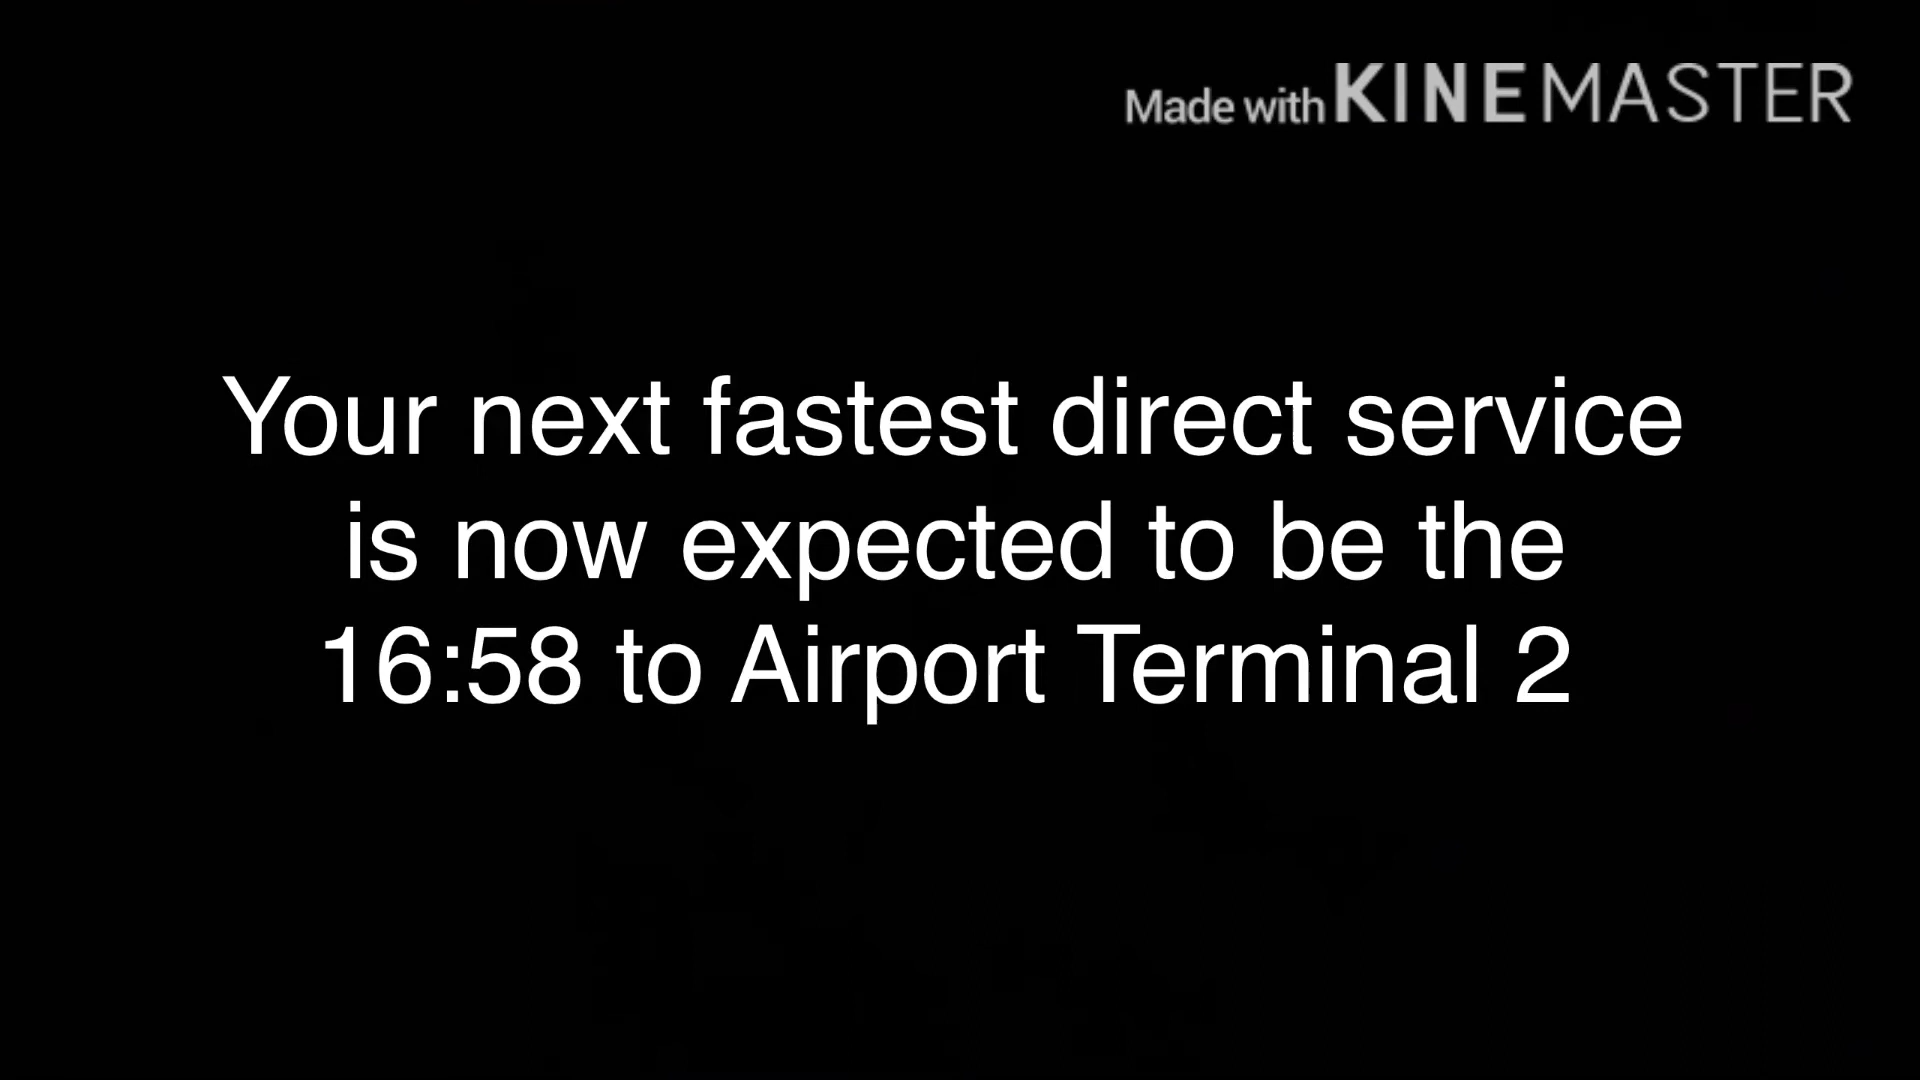 Made with KINEMASTER
Your next fastest direct service
is now expected to be the
16:58 to Airport Terminal 2